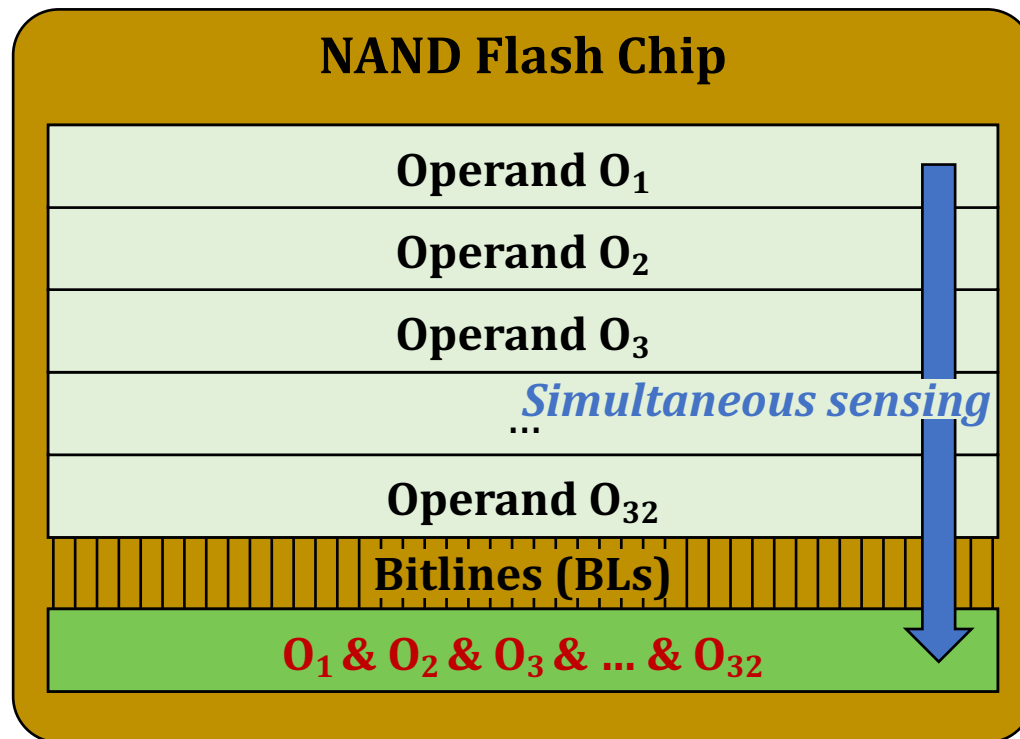 NAND Flash Chip
Operand O₁
Operand O₂
Operand O₃
Simultaneous sensing
...
Operand O₃₂
Bitlines (BLs)
O₁ & O₂ & O₃ & ... & O₃₂